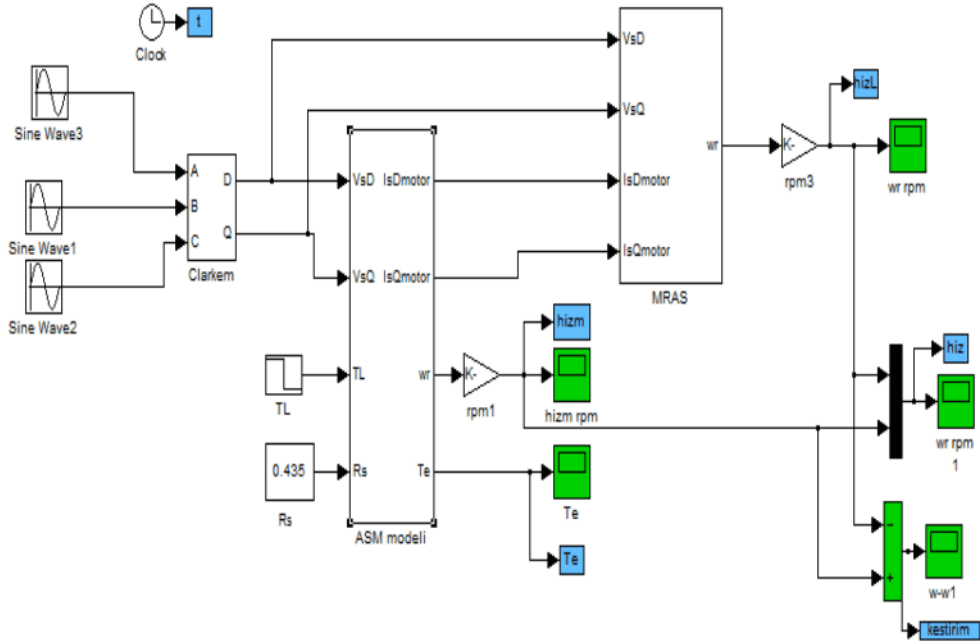 t
Clock
Sine Wave3
Sine Wave1
Sine Wave2
A
B
C
D
Q
Clarkem
VsD
VsQ
TL
Rs
IsDmotor
IsQmotor
wr
Te
ASM modeli
TL
0.435
Rs
VsD
VsQ
IsDmotor
IsQmotor
wr
MRAS
K-
rpm3
hizL
wr rpm
K-
rpm1
hizm
hizm rpm
Te
Te
hiz
wr rpm
1
−
+
w-w1
kestirim